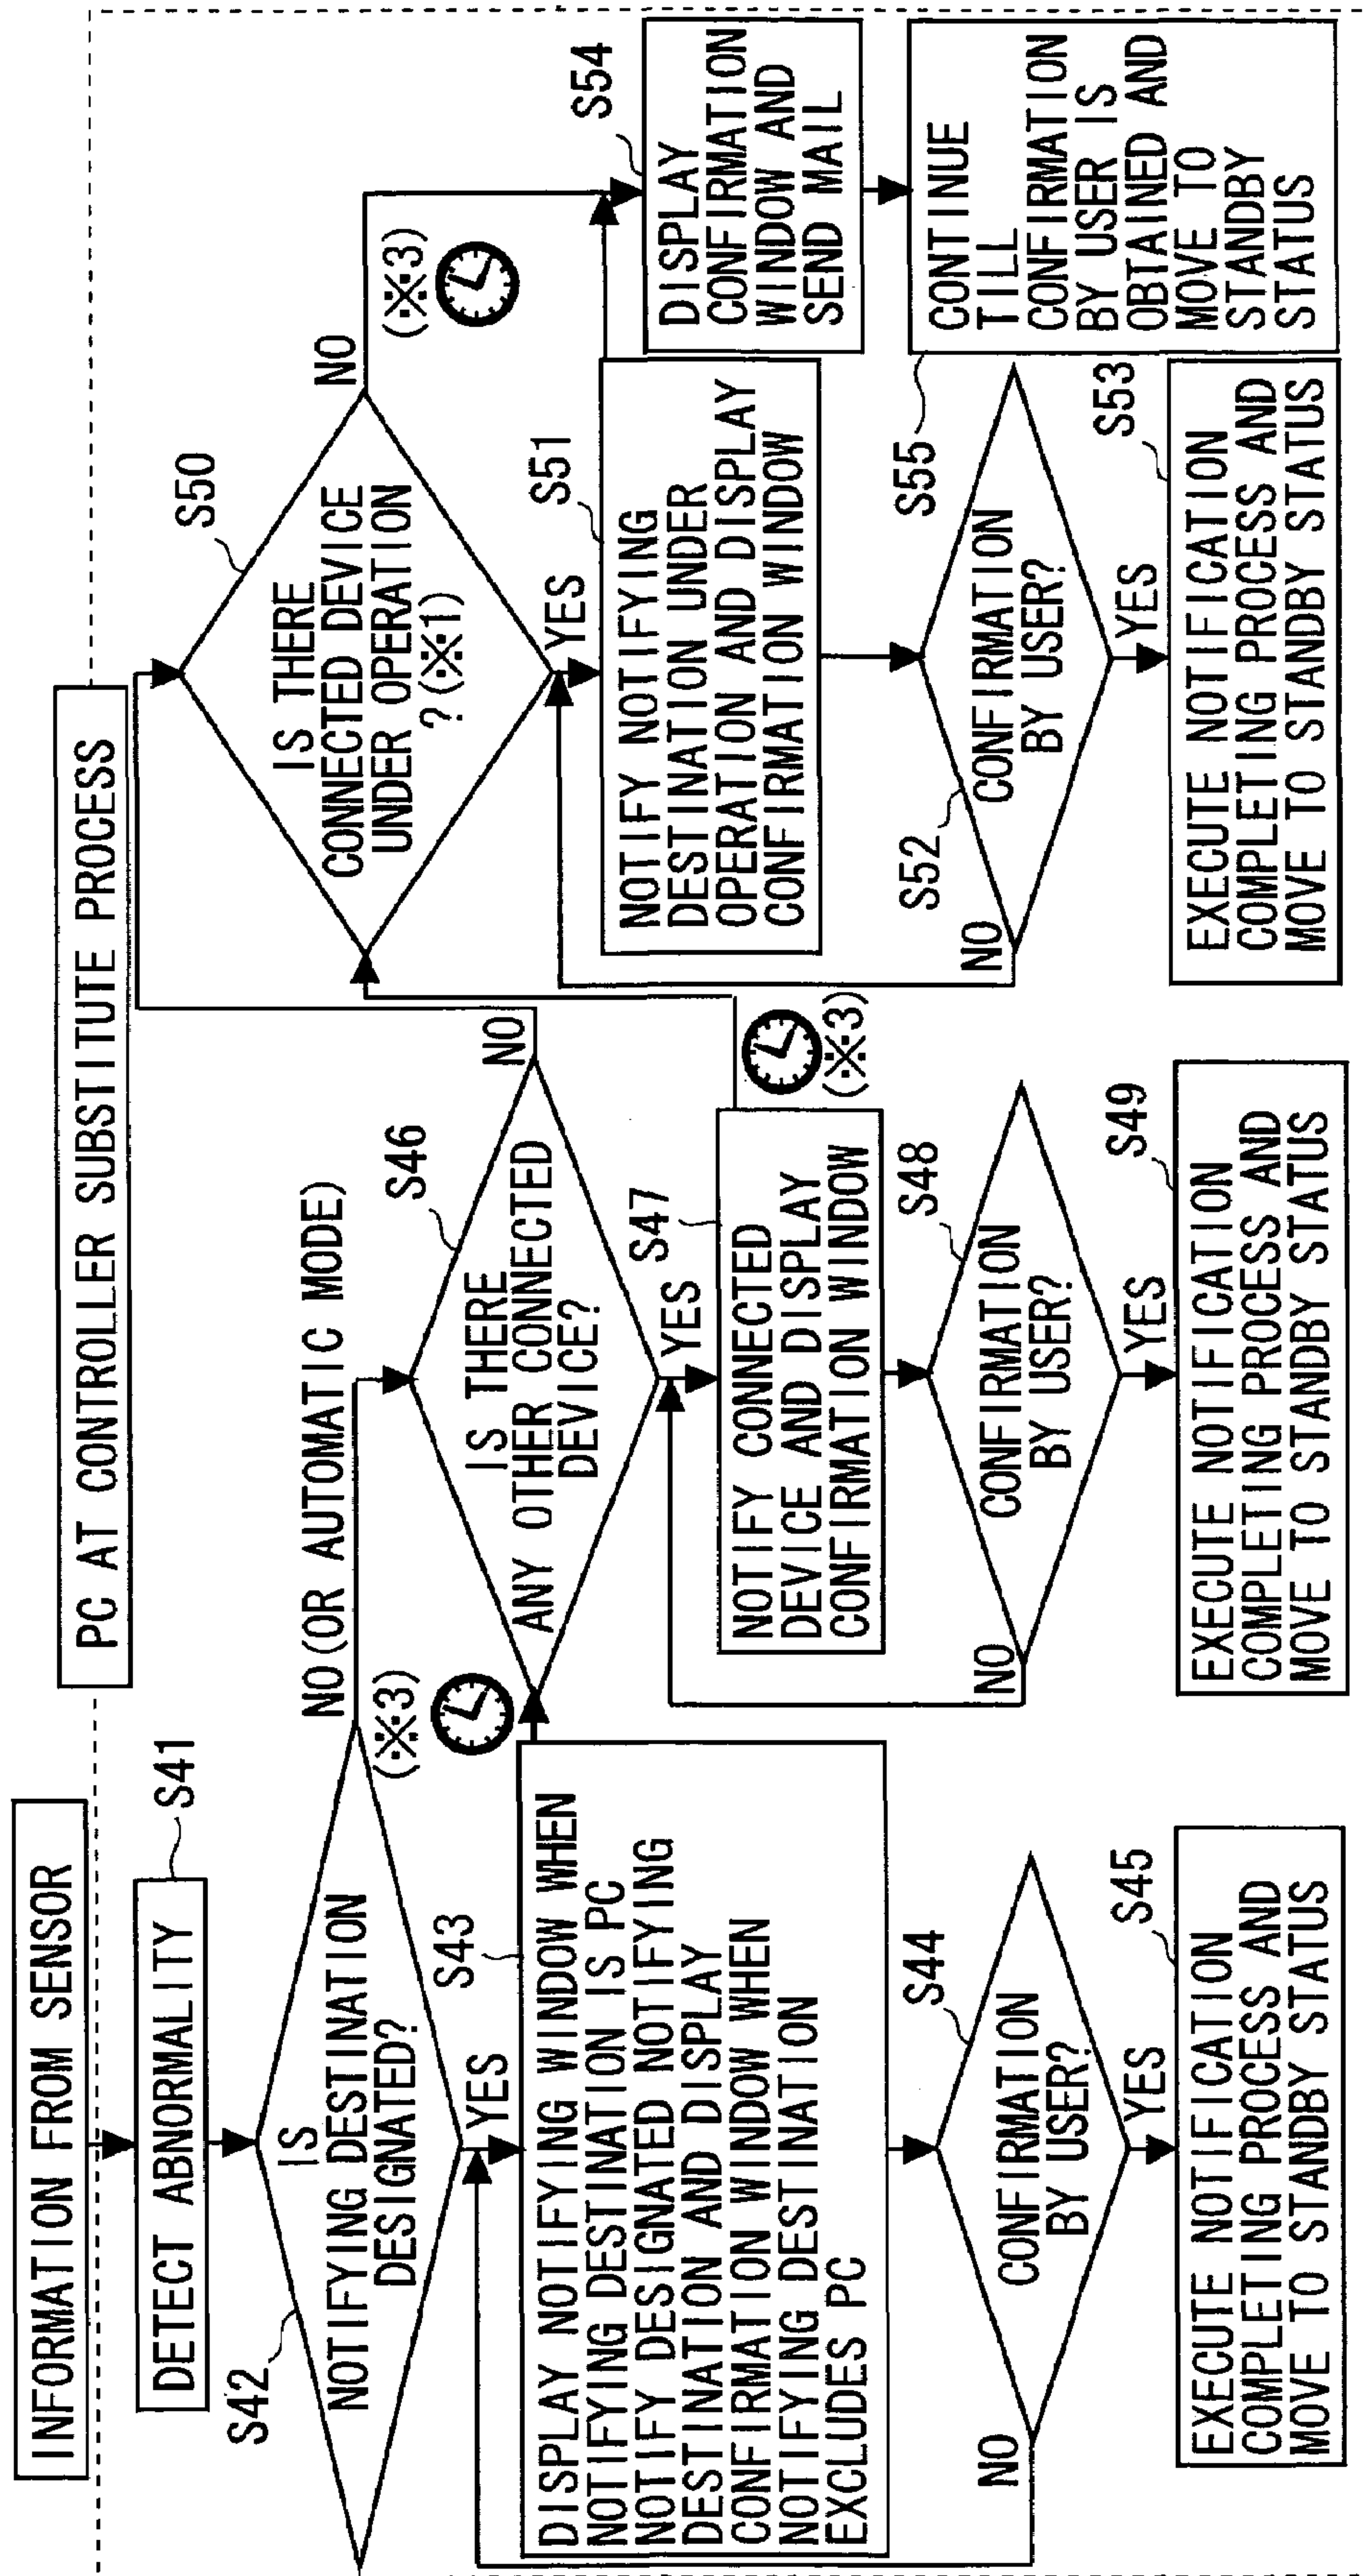 INFORMATION FROM SENSOR
PC AT CONTROLLER SUBSTITUTE PROCESS
DETECT ABNORMALITY
S41
S42
IS
NOTIFYING DESTINATION
DESIGNATED?
NO(OR AUTOMATIC MODE)
(※3)
YES
S43
DISPLAY NOTIFYING WINDOW WHEN
NOTIFYING DESTINATION IS PC
NOTIFY DESIGNATED NOTIFYING
DESTINATION AND DISPLAY
CONFIRMATION WINDOW WHEN
NOTIFYING DESTINATION
EXCLUDES PC
S44
CONFIRMATION
BY USER?
NO
YES
S45
EXECUTE NOTIFICATION
COMPLETING PROCESS AND
MOVE TO STANDBY STATUS
S46
IS THERE
ANY OTHER CONNECTED
DEVICE?
NO
YES
S47
NOTIFY CONNECTED
DEVICE AND DISPLAY
CONFIRMATION WINDOW
(※3)
S48
CONFIRMATION
BY USER?
NO
YES
S49
EXECUTE NOTIFICATION
COMPLETING PROCESS AND
MOVE TO STANDBY STATUS
S50
IS THERE
CONNECTED DEVICE
UNDER OPERATION
?(※1)
NO
(※3)
YES
S51
NOTIFY NOTIFYING
DESTINATION UNDER
OPERATION AND DISPLAY
CONFIRMATION WINDOW
S52
CONFIRMATION
BY USER?
NO
YES
S53
EXECUTE NOTIFICATION
COMPLETING PROCESS AND
MOVE TO STANDBY STATUS
S54
DISPLAY
CONFIRMATION
WINDOW AND
SEND MAIL
S55
CONTINUE
TILL
CONFIRMATION
BY USER IS
OBTAINED AND
MOVE TO
STANDBY
STATUS